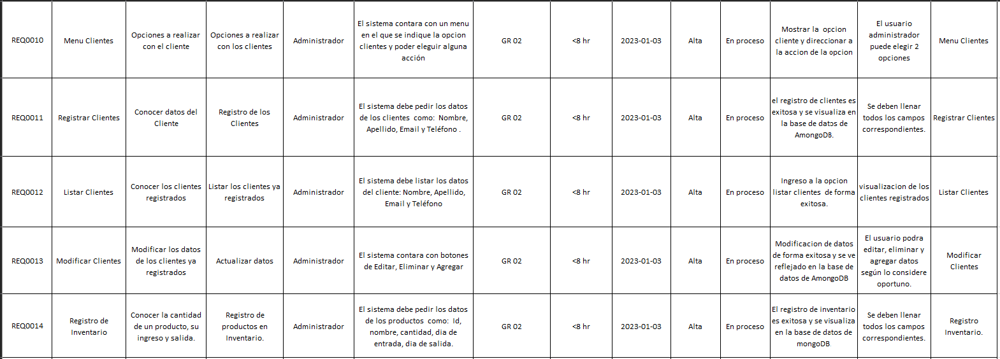 REQ0010
Menu Clientes
Opciones a realizar
con el cliente
Opciones a realizar
con los clientes
Administrador
El sistema contara con un menu
en el que se indique la opcion
clientes y poder eleguir alguna
acción
GR 02
<8 hr
2023-01-03
Alta
En proceso
Mostrar la opcion
cliente y direccionar a
la accion de la opcion
El usuario
administrador
puede elegir 2
opciones
Menu Clientes
REQ0011
Registrar Clientes
Conocer datos del
Cliente
Registro de los
Clientes
Administrador
El sistema debe pedir los datos
de los clientes como: Nombre,
Apellido, Email y Teléfono .
GR 02
<8 hr
2023-01-03
Alta
En proceso
el registro de clientes es
exitosa y se visualiza en
la base de datos de
AmongoDB.
Se deben llenar
todos los campos
correspondientes.
Registrar Clientes
REQ0012
Listar Clientes
Conocer los clientes
registrados
Listar los clientes ya
registrados
Administrador
El sistema debe listar los datos
del cliente: Nombre, Apellido,
Email y Teléfono
GR 02
<8 hr
2023-01-03
Alta
En proceso
Ingreso a la opcion
listar clientes de forma
exitosa.
visualizacion de los
clientes registrados
Listar Clientes
REQ0013
Modificar Clientes
Modificar los datos
de los clientes ya
registrados
Actualizar datos
Administrador
El sistema contara con botones
de Editar, Eliminar y Agregar
GR 02
<8 hr
2023-01-03
Alta
En proceso
Modificacion de datos
de forma exitosa y se ve
reflejado en la base de
datos de AmongoDB
El usuario podra
editar, eliminar y
agregar datos
según lo considere
oportuno.
Modificar
Clientes
REQ0014
Registro de
Inventario
Conocer la cantidad
de un producto, su
ingreso y salida.
Registro de
productos en
Inventario.
Administrador
El sistema debe pedir los datos
de los productos como: Id,
nombre, cantidad, dia de
entrada, dia de salida.
GR 02
<8 hr
2023-01-03
Alta
En proceso
El registro de inventario
es exitosa y se visualiza
en la base de datos de
mongoDB.
Se deben llenar
todos los campos
correspondientes.
Registro
Inventario.